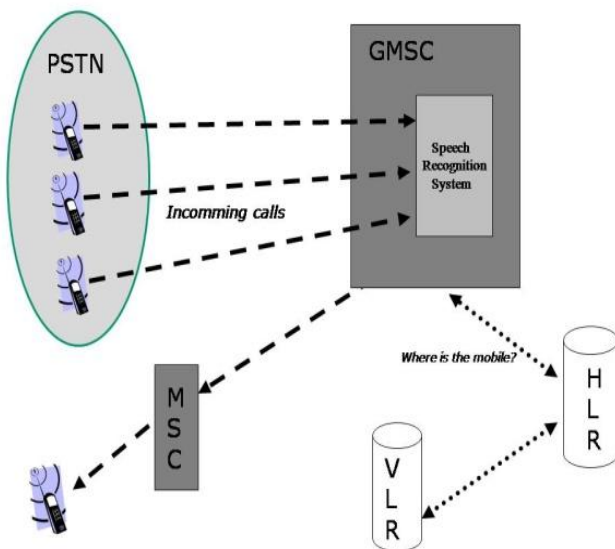 PSTN
GMSC
Speech
Recognition
System
Incomming calls
Where is the mobile?
H
L
R
M
S
C
V
L
R